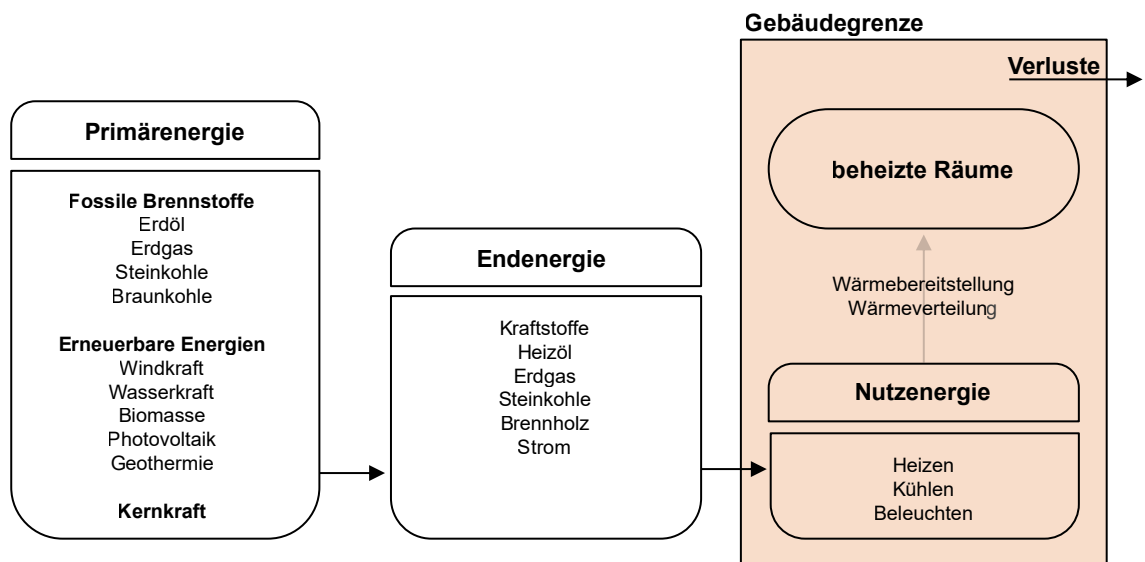 Gebäudegrenze
Verluste
Primärenergie
beheizte Räume
Fossile Brennstoffe
Erdöl
Erdgas
Steinkohle
Braunkohle
Endenergie
Wärmebereitstellung
Wärmeverteilung
Erneuerbare Energien
Windkraft
Wasserkraft
Biomasse
Photovoltaik
Geothermie
Kernkraft
Kraftstoffe
Heizöl
Erdgas
Steinkohle
Brennholz
Strom
Nutzenergie
Heizen
Kühlen
Beleuchten